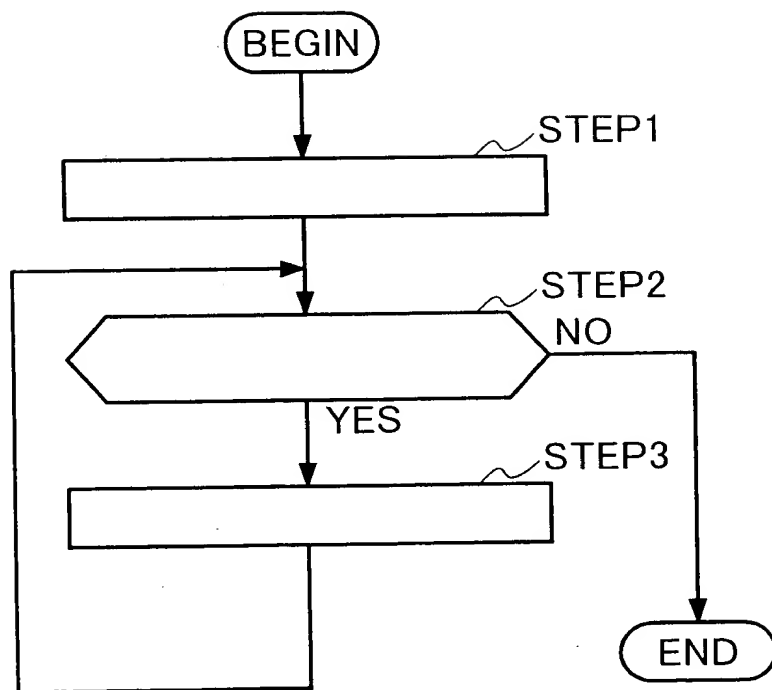 BEGIN
STEP1
STEP2
NO
YES
STEP3
END